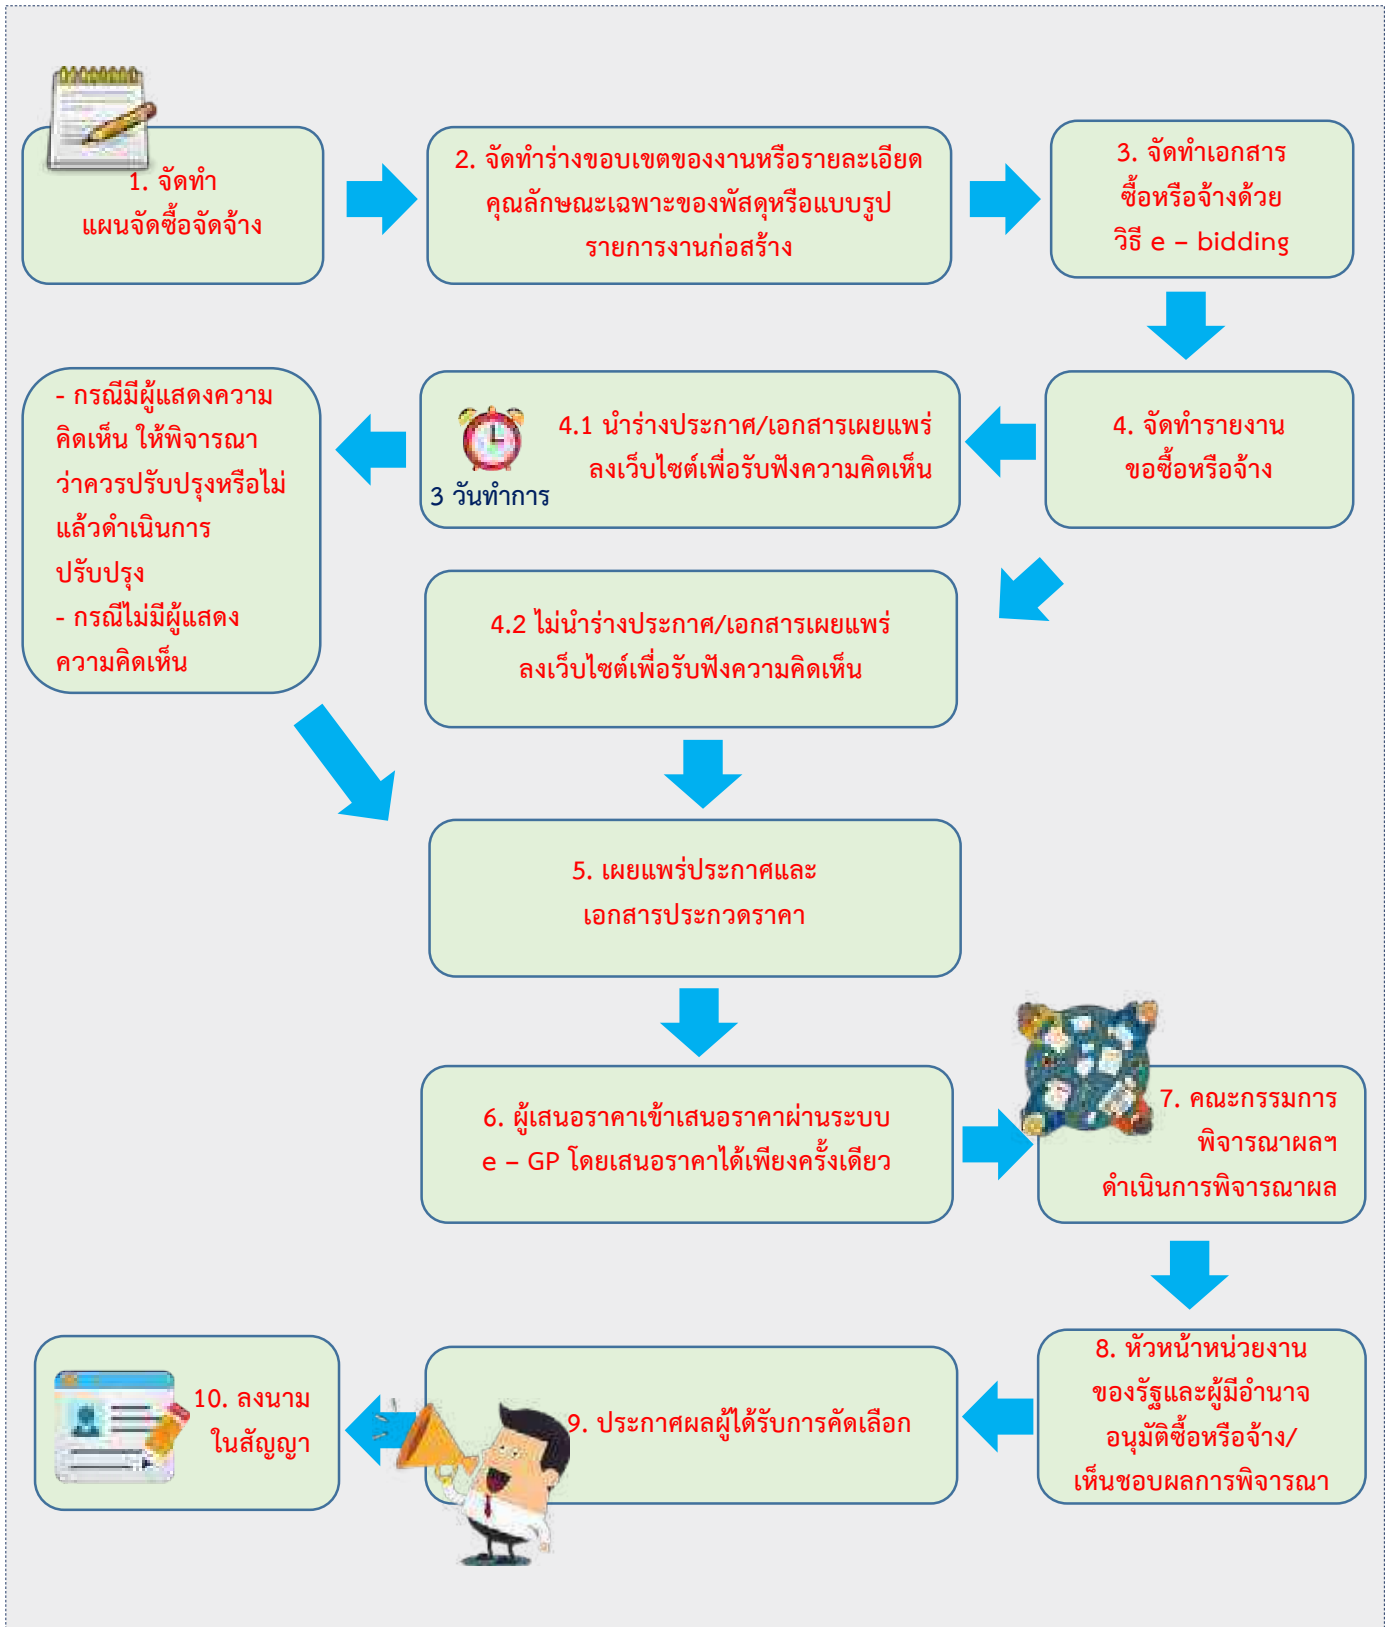 1. จัดทำ
แผนจัดซื้อจัดจ้าง
2. จัดทำร่างขอบเขตของงานหรือรายละเอียด
คุณลักษณะเฉพาะของพัสดุหรือแบบรูป
รายการงานก่อสร้าง
3. จัดทำเอกสาร
ซื้อหรือจ้างด้วย
วิธี e – bidding
4. จัดทำรายงาน
ขอซื้อหรือจ้าง
4.1 นำร่างประกาศ/เอกสารเผยแพร่
ลงเว็บไซต์เพื่อรับฟังความคิดเห็น
3 วันทำการ
- กรณีมีผู้แสดงความ
คิดเห็น ให้พิจารณา
ว่าควรปรับปรุงหรือไม่
แล้วดำเนินการ
ปรับปรุง
- กรณีไม่มีผู้แสดง
ความคิดเห็น
4.2 ไม่นำร่างประกาศ/เอกสารเผยแพร่
ลงเว็บไซต์เพื่อรับฟังความคิดเห็น
5. เผยแพร่ประกาศและ
เอกสารประกวดราคา
6. ผู้เสนอราคาเข้าเสนอราคาผ่านระบบ
e – GP โดยเสนอราคาได้เพียงครั้งเดียว
7. คณะกรรมการ
พิจารณาผลฯ
ดำเนินการพิจารณาผล
8. หัวหน้าหน่วยงาน
ของรัฐและผู้มีอำนาจ
อนุมัติซื้อหรือจ้าง/
เห็นชอบผลการพิจารณา
9. ประกาศผลผู้ได้รับการคัดเลือก
10. ลงนาม
ในสัญญา